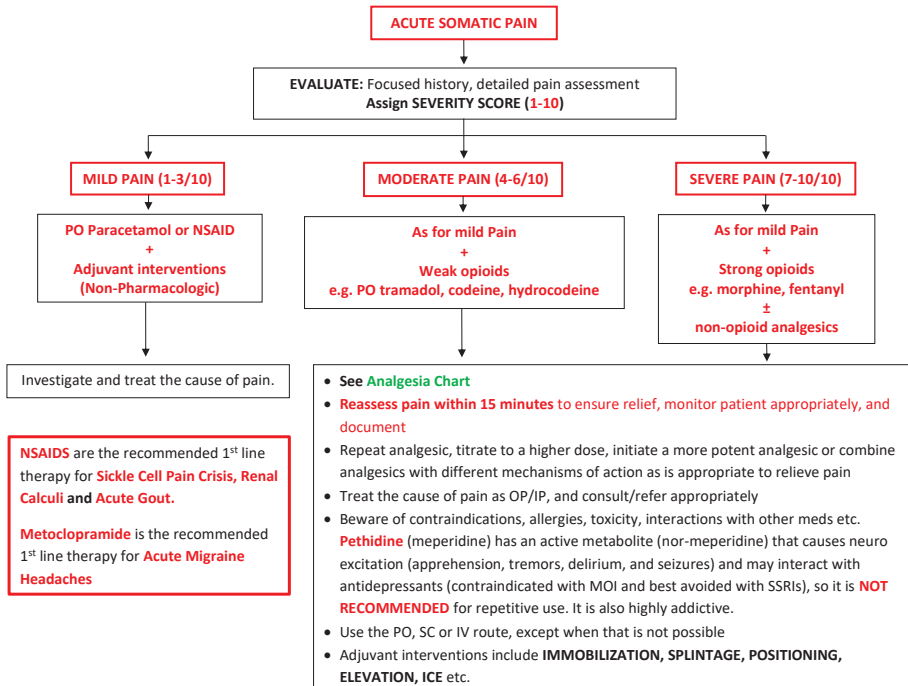 ACUTE SOMATIC PAIN
EVALUATE: Focused history, detailed pain assessment
Assign SEVERITY SCORE (1-10)
MILD PAIN (1-3/10)
MODERATE PAIN (4-6/10)
SEVERE PAIN (7-10/10)
PO Paracetamol or NSAID
+
Adjuvant interventions
(Non-Pharmacologic)
As for mild Pain
+
Weak opioids
e.g. PO tramadol, codeine, hydrocodeine
As for mild Pain
+
Strong opioids
e.g. morphine, fentanyl
±
non-opioid analgesics
Investigate and treat the cause of pain.
NSAIDS are the recommended 1st line
therapy for Sickle Cell Pain Crisis, Renal
Calculi and Acute Gout.
Metoclopramide is the recommended
1st line therapy for Acute Migraine
Headaches
• See Analgesia Chart
• Reassess pain within 15 minutes to ensure relief, monitor patient appropriately, and
document
• Repeat analgesic, titrate to a higher dose, initiate a more potent analgesic or combine
analgesics with different mechanisms of action as is appropriate to relieve pain
• Treat the cause of pain as OP/IP, and consult/refer appropriately
• Beware of contraindications, allergies, toxicity, interactions with other meds etc.
Pethidine (meperidine) has an active metabolite (nor-meperidine) that causes neuro
excitation (apprehension, tremors, delirium, and seizures) and may interact with
antidepressants (contraindicated with MOI and best avoided with SSRIs), so it is NOT
RECOMMENDED for repetitive use. It is also highly addictive.
• Use the PO, SC or IV route, except when that is not possible
• Adjuvant interventions include IMMOBILIZATION, SPLINTAGE, POSITIONING,
ELEVATION, ICE etc.